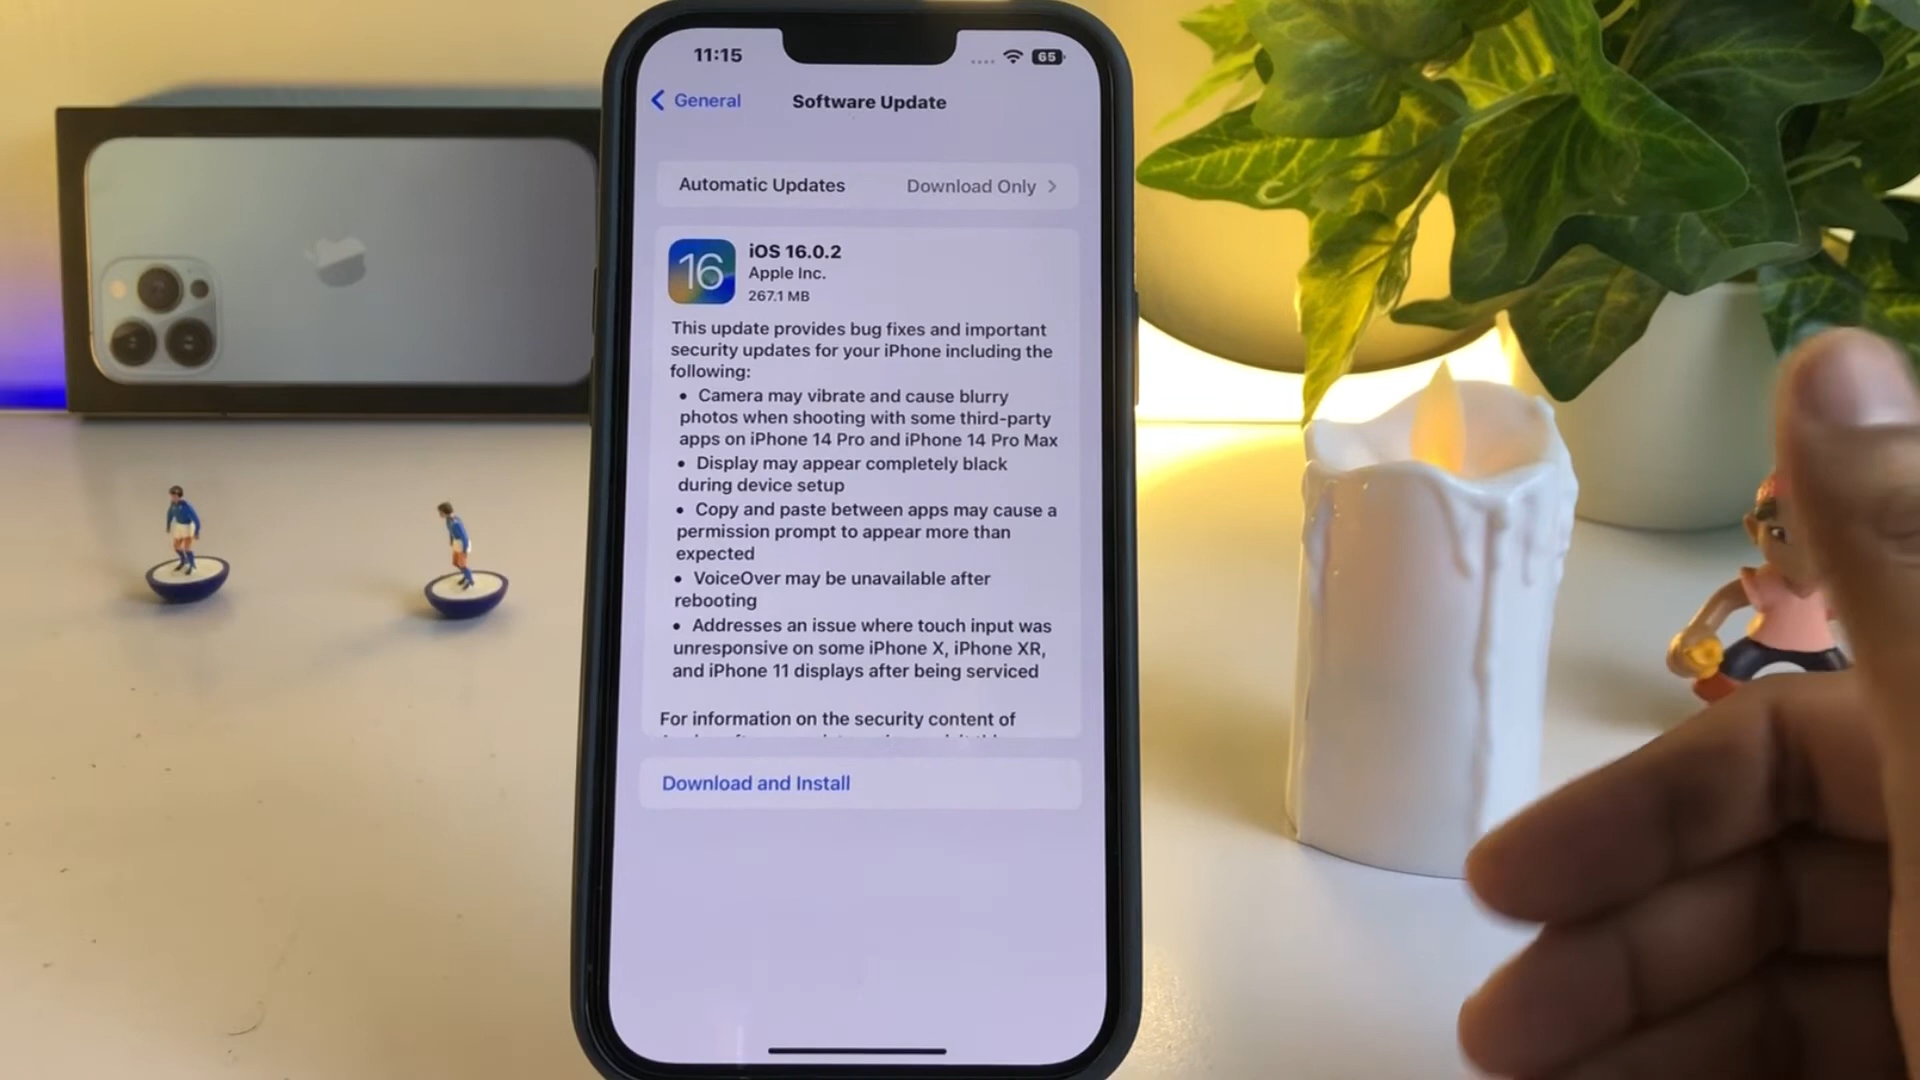 11:15
65
General
Software Update
Automatic Updates
Download Only
16
iOS 16.0.2
Apple Inc.
267.1 MB
This update provides bug fixes and important
security updates for your iPhone including the
following:
• Camera may vibrate and cause blurry
photos when shooting with some third-party
apps on iPhone 14 Pro and iPhone 14 Pro Max
• Display may appear completely black
during device setup
• Copy and paste between apps may cause a
permission prompt to appear more than
expected
• VoiceOver may be unavailable after
rebooting
• Addresses an issue where touch input was
unresponsive on some iPhone X, iPhone XR,
and iPhone 11 displays after being serviced
For information on the security content of
Download and Install